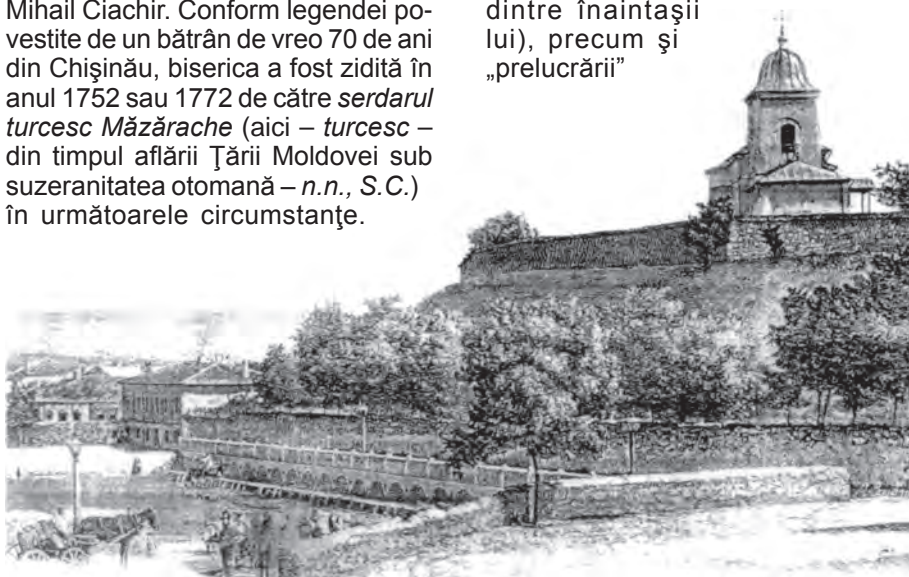 Mihail Ciachir. Conform legendei po-
vestite de un bătrân de vreo 70 de ani
din Chişinău, biserica a fost zidită în
anul 1752 sau 1772 de către serdarul
turcesc Măzărache (aici – turcesc –
din timpul aflării Ţării Moldovei sub
suzeranitatea otomană – n.n., S.C.)
în următoarele circumstanţe.
dintre înaintaşii
lui), precum şi
„prelucrării”